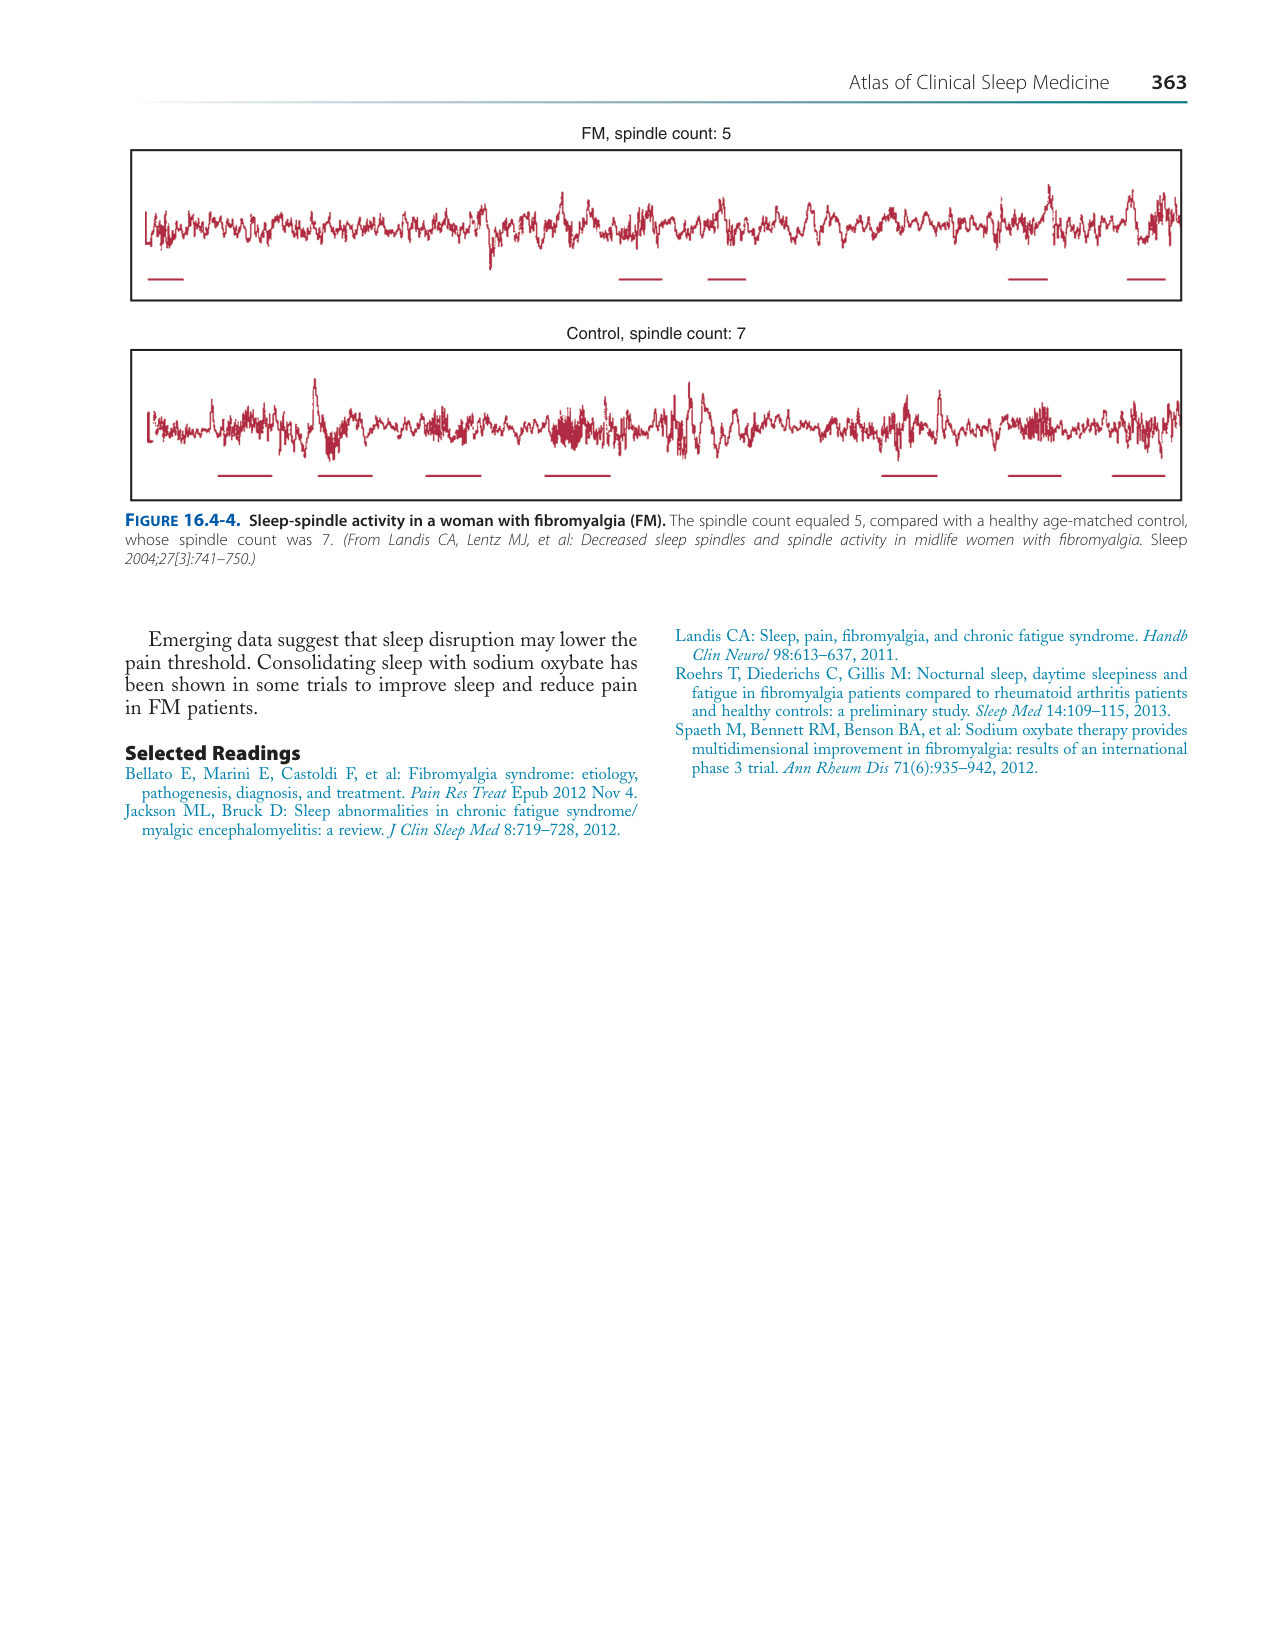 Atlas of Clinical Sleep Medicine 363
FM, spindle count: 5
Control, spindle count: 7
FIGURE 16.4-4. Sleep-spindle activity in a woman with fibromyalgia (FM). The spindle count equaled 5, compared with a healthy age-matched control,
whose spindle count was 7. (From Landis CA, Lentz MJ, et al: Decreased sleep spindles and spindle activity in midlife women with fibromyalgia. Sleep
2004;27[3]:741–750.)
Emerging data suggest that sleep disruption may lower the
pain threshold. Consolidating sleep with sodium oxybate has
been shown in some trials to improve sleep and reduce pain
in FM patients.
Selected Readings
Bellato E, Marini E, Castoldi F, et al: Fibromyalgia syndrome: etiology,
pathogenesis, diagnosis, and treatment. Pain Res Treat Epub 2012 Nov 4.
Jackson ML, Bruck D: Sleep abnormalities in chronic fatigue syndrome/
myalgic encephalomyelitis: a review. J Clin Sleep Med 8:719–728, 2012.
Landis CA: Sleep, pain, fibromyalgia, and chronic fatigue syndrome. Handb
Clin Neurol 98:613–637, 2011.
Roehrs T, Diederichs C, Gillis M: Nocturnal sleep, daytime sleepiness and
fatigue in fibromyalgia patients compared to rheumatoid arthritis patients
and healthy controls: a preliminary study. Sleep Med 14:109–115, 2013.
Spaeth M, Bennett RM, Benson BA, et al: Sodium oxybate therapy provides
multidimensional improvement in fibromyalgia: results of an international
phase 3 trial. Ann Rheum Dis 71(6):935–942, 2012.